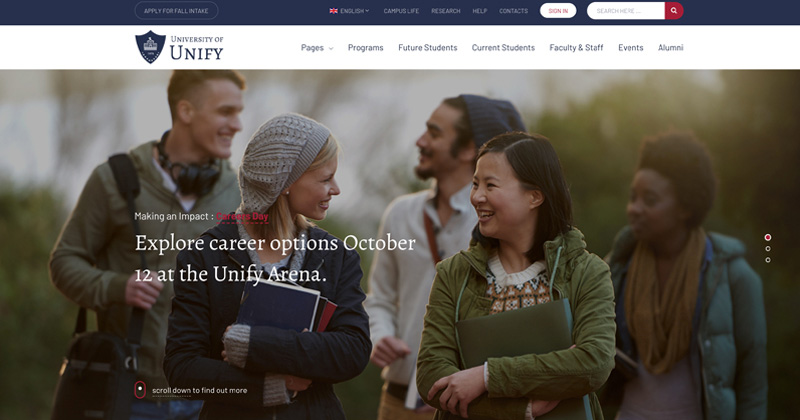 APPLY FOR FALL INTAKE
ENGLISH
CAMPUS LIFE
RESEARCH
HELP
CONTACTS
SIGN IN
SEARCH HERE ...
UNIVERSITY OF
UNIFY
Pages
Programs
Future Students
Current Students
Faculty & Staff
Events
Alumni
Making an Impact : Careers Day
Explore career options October
12 at the Unify Arena.
scroll down to find out more